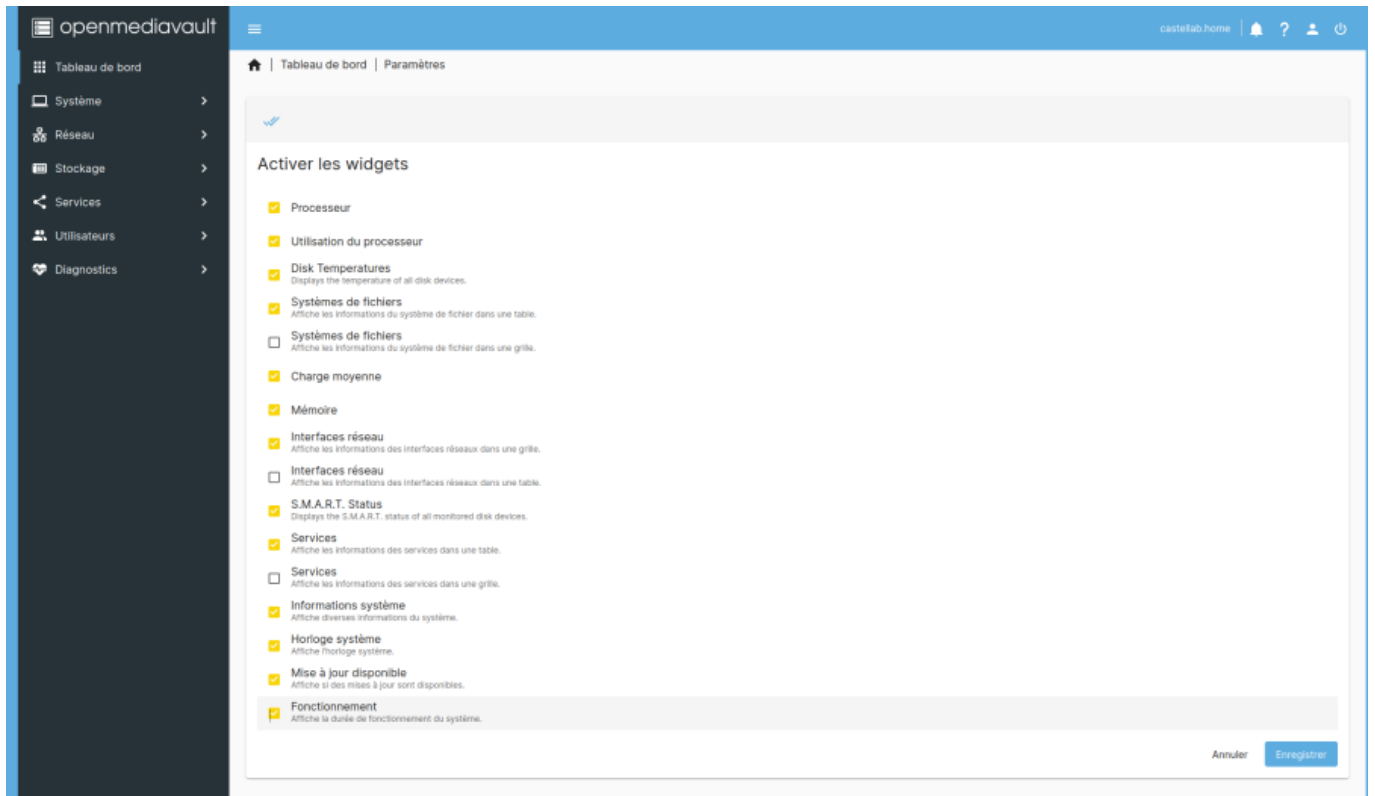 openmediavault
castellab.home
?
Tableau de bord
Système
Réseau
Stockage
Services
Utilisateurs
Diagnostics
| Tableau de bord | Paramètres
Activer les widgets
Processeur
Utilisation du processeur
Disk Temperatures
Displays the temperature of all disk devices.
Systèmes de fichiers
Affiche les informations du système de fichier dans une table.
Systèmes de fichiers
Affiche les informations du système de fichier dans une grille.
Charge moyenne
Mémoire
Interfaces réseau
Affiche les informations des interfaces réseaux dans une grille.
Interfaces réseau
Affiche les informations des interfaces réseaux dans une table.
S.M.A.R.T. Status
Displays the S.M.A.R.T. status of all monitored disk devices.
Services
Affiche les informations des services dans une table.
Services
Affiche les informations des services dans une grille.
Informations système
Affiche diverses informations du système.
Horloge système
Affiche l'horloge système.
Mise à jour disponible
Affiche si des mises à jour sont disponibles.
Fonctionnement
Affiche la durée de fonctionnement du système.
Annuler Enregistrer